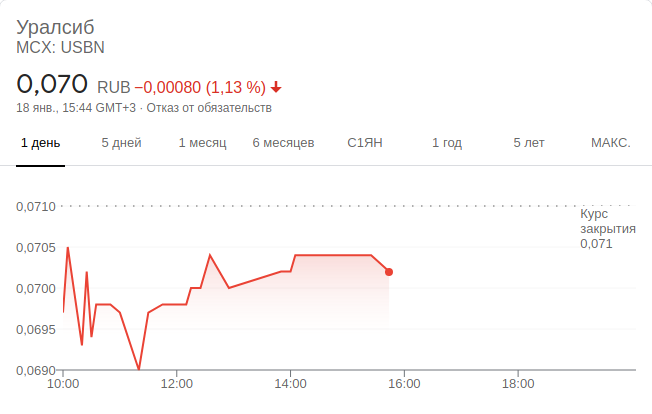 Уралсиб
MCX: USBN
0,070 RUB −0,00080 (1,13 %)
18 янв., 15:44 GMT+3 · Отказ от обязательств
1 день 5 дней 1 месяц 6 месяцев С1ЯН 1 год 5 лет МАКС.
0,0710
Курс
закрытия
0,071
0,0705
0,0700
0,0695
0,0690
10:00 12:00 14:00 16:00 18:00